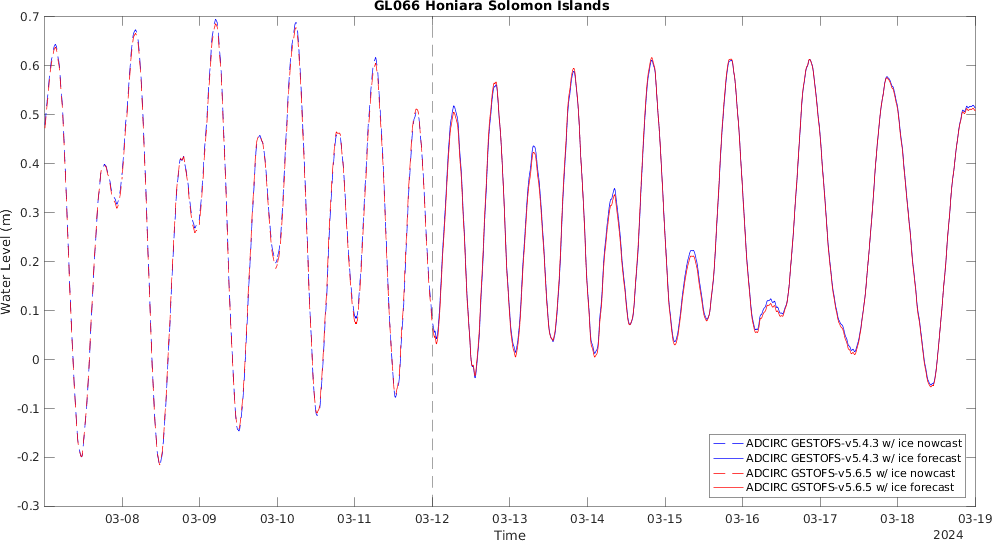 GL066 Honiara Solomon Islands
Water Level (m)
0.7
0.6
0.5
0.4
0.3
0.2
0.1
0
-0.1
-0.2
-0.3
ADCIRC GESTOFS-v5.4.3 w/ ice nowcast
ADCIRC GESTOFS-v5.4.3 w/ ice forecast
ADCIRC GSTOFS-v5.6.5 w/ ice nowcast
ADCIRC GSTOFS-v5.6.5 w/ ice forecast
03-08 03-09 03-10 03-11 03-12 03-13 03-14 03-15 03-16 03-17 03-18 03-19
Time
2024